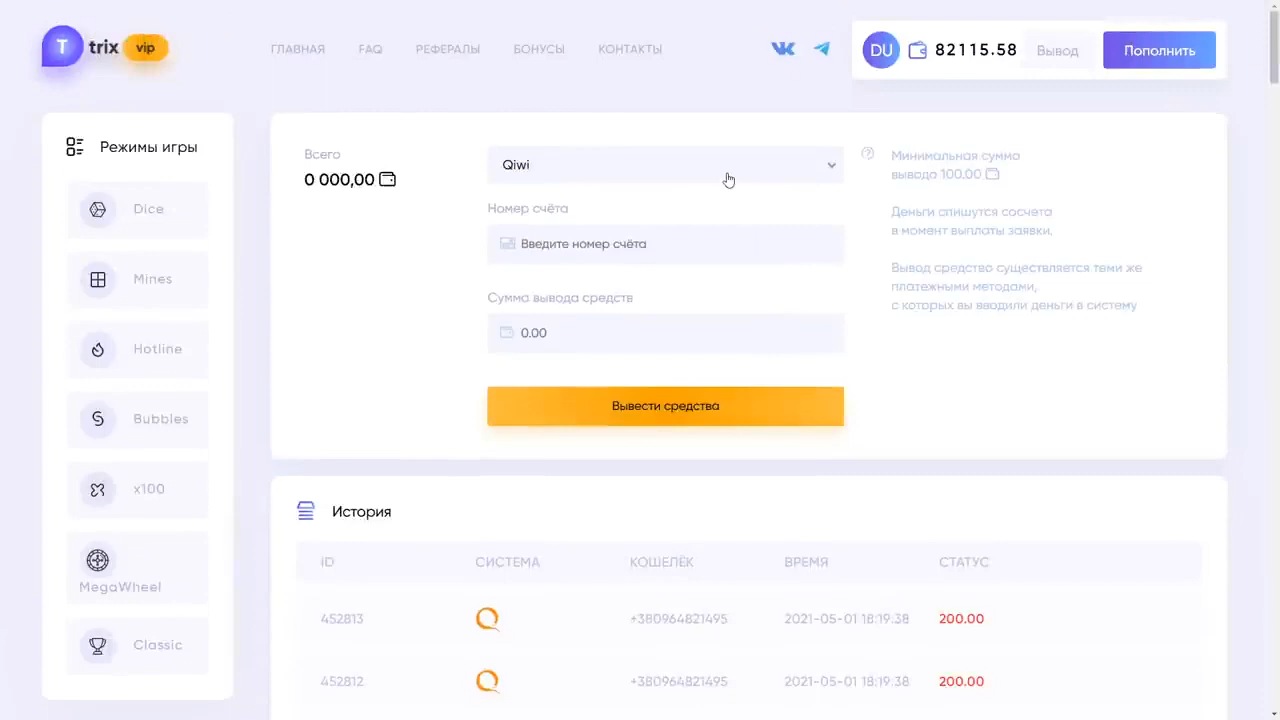 T trix vip
ГЛАВНАЯ FAQ РЕФЕРАЛЫ БОНУСЫ КОНТАКТЫ
DU 82115.58 Вывод Пополнить
Режимы игры
Dice
Mines
Hotline
Bubbles
x100
MegaWheel
Classic
Всего
0 000,00
Qiwi
Номер счёта
Введите номер счёта
Сумма вывода средств
0.00
Вывести средства
Минимальная сумма
вывода 100.00
Деньги спишутся сосчета
в момент выплаты заявки.
Вывод средство существляется теми же
платежными методами,
с которых вы вводили деньги в систему
История
ID СИСТЕМА КОШЕЛЁК ВРЕМЯ СТАТУС
452813 +380964821495 2021-05-01 18:19:38 200.00
452812 +380964821495 2021-05-01 18:19:38 200.00